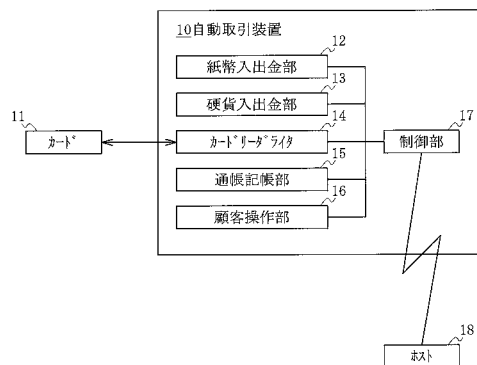 10自動取引装置
12
紙幣入出金部
13
硬貨入出金部
11
14
17
カード
カードリーダライタ
制御部
15
通帳記帳部
16
顧客操作部
18
ホスト